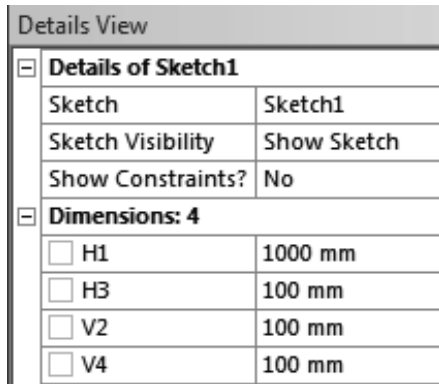 Details View
Details of Sketch1
Sketch Sketch1
Sketch Visibility Show Sketch
Show Constraints? No
Dimensions: 4
H1 1000 mm
H3 100 mm
V2 100 mm
V4 100 mm